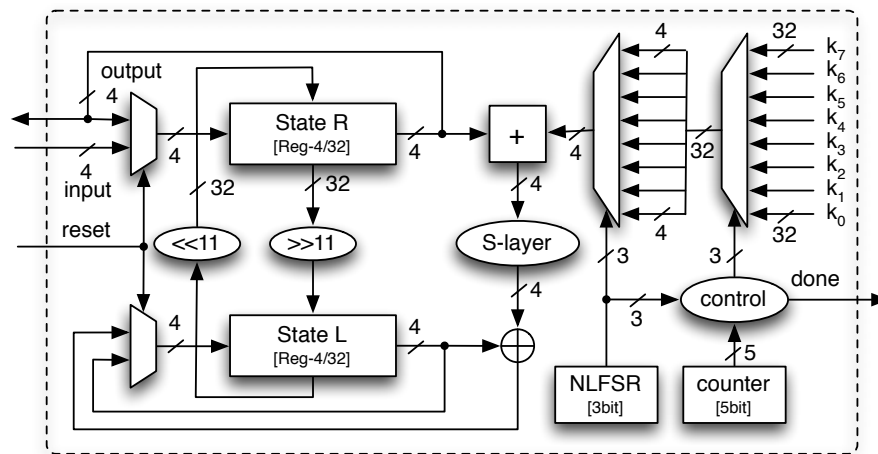 output
4
input
4
reset
4
State R
[Reg-4/32]
4
32
32
<<11
>>11
4
State L
[Reg-4/32]
4
+
4
S-layer
4
4
4
4
32
32
32
k7
k6
k5
k4
k3
k2
k1
k0
3
3
3
control
done
5
NLFSR
[3bit]
counter
[5bit]